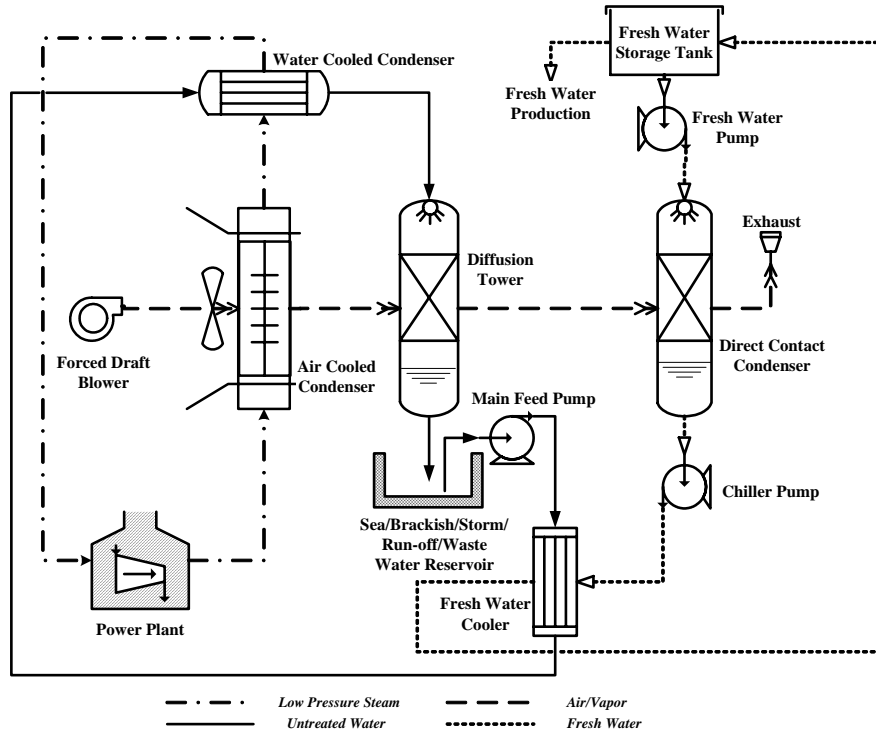 Water Cooled Condenser
Fresh Water
Storage Tank
Fresh Water
Production
Fresh Water
Pump
Exhaust
Diffusion
Tower
Forced Draft
Blower
Air Cooled
Condenser
Direct Contact
Condenser
Main Feed Pump
Chiller Pump
Sea/Brackish/Storm/
Run-off/Waste
Water Reservoir
Fresh Water
Cooler
Power Plant
Low Pressure Steam
Air/Vapor
Untreated Water
Fresh Water